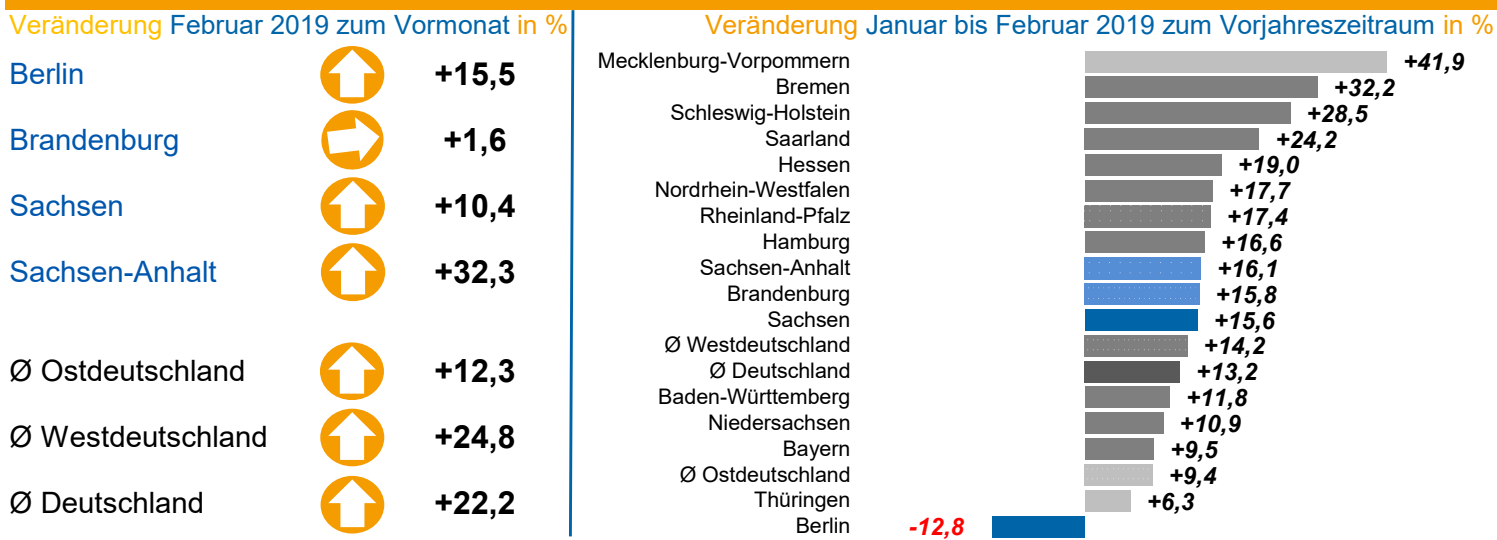 Veränderung Februar 2019 zum Vormonat in %
Berlin +15,5
Brandenburg +1,6
Sachsen +10,4
Sachsen-Anhalt +32,3
Ø Ostdeutschland +12,3
Ø Westdeutschland +24,8
Ø Deutschland +22,2
Veränderung Januar bis Februar 2019 zum Vorjahreszeitraum in %
Mecklenburg-Vorpommern +41,9
Bremen +32,2
Schleswig-Holstein +28,5
Saarland +24,2
Hessen +19,0
Nordrhein-Westfalen +17,7
Rheinland-Pfalz +17,4
Hamburg +16,6
Sachsen-Anhalt +16,1
Brandenburg +15,8
Sachsen +15,6
Ø Westdeutschland +14,2
Ø Deutschland +13,2
Baden-Württemberg +11,8
Niedersachsen +10,9
Bayern +9,5
Ø Ostdeutschland +9,4
Thüringen +6,3
Berlin -12,8